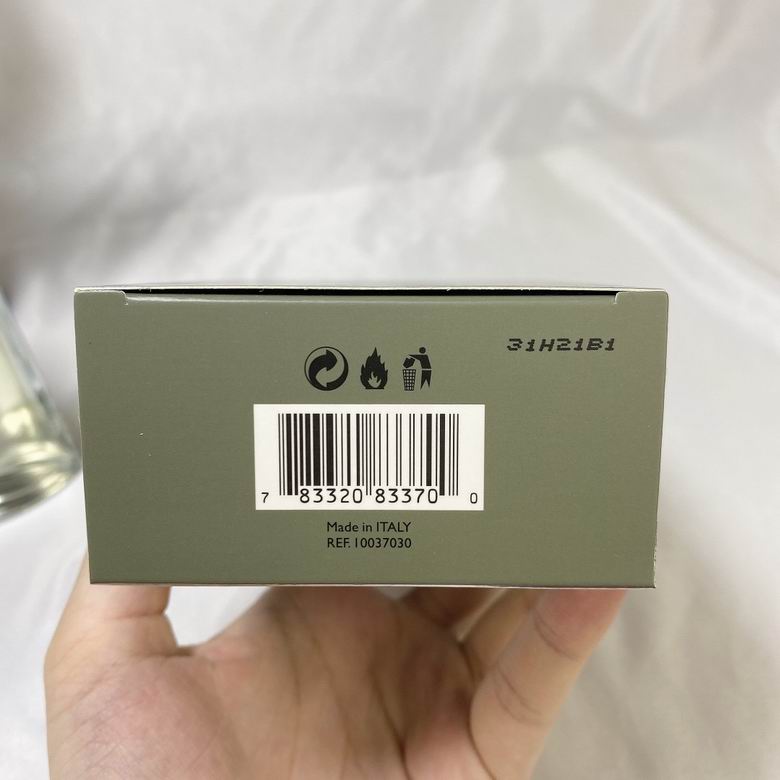 31H21B1
7 83320 83370 0
Made in ITALY
REF. 10037030